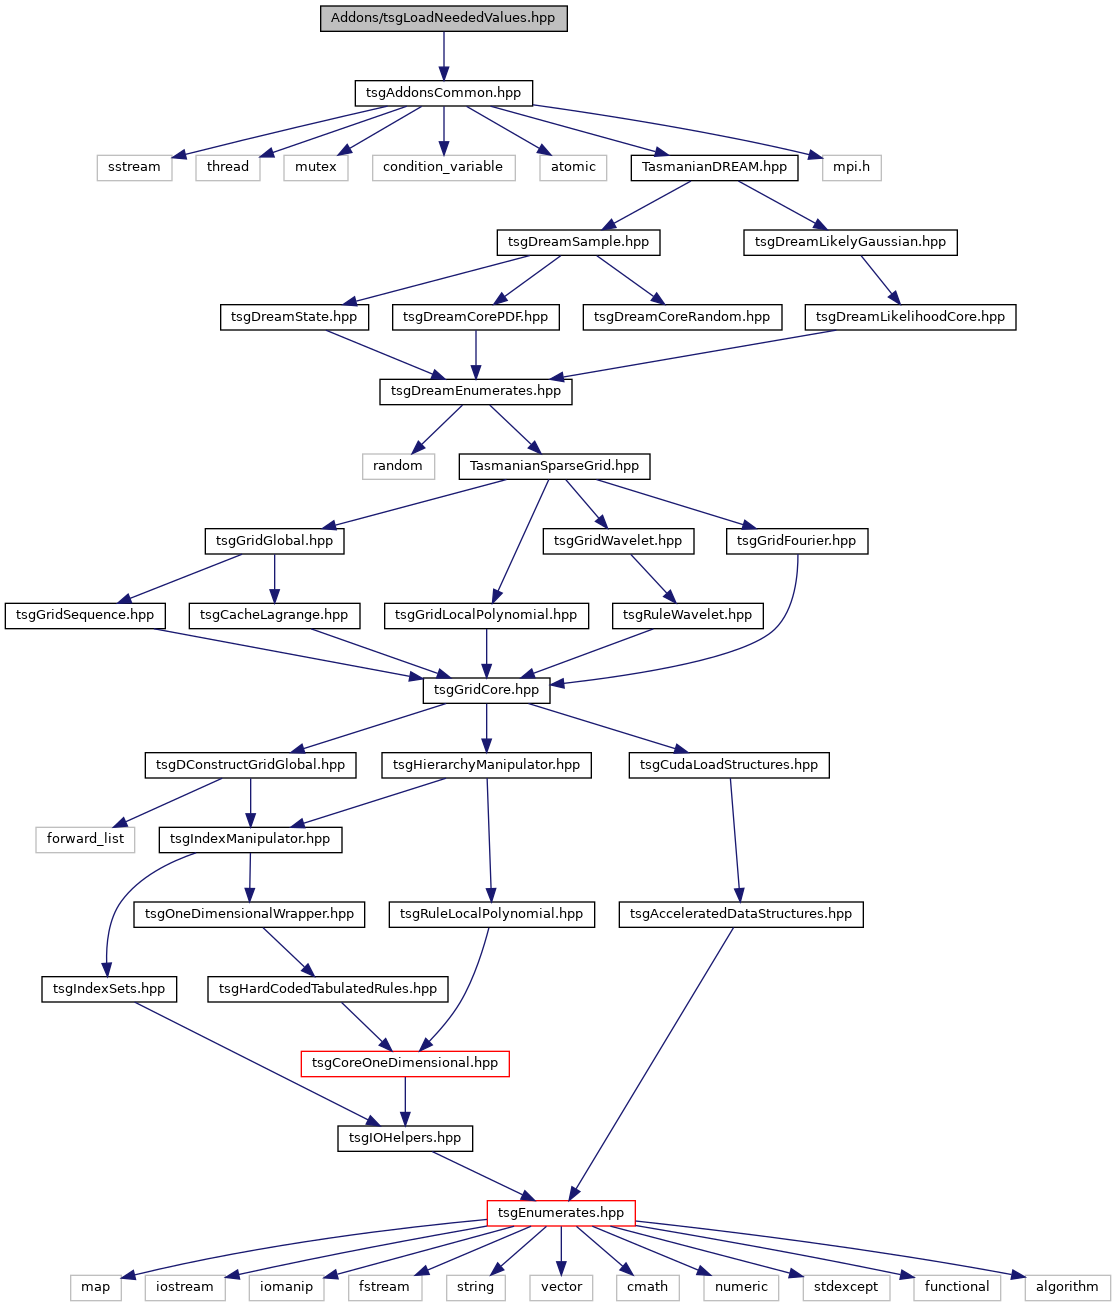 Addons/tsgLoadNeededValues.hpp
tsgAddonsCommon.hpp
sstream
thread
mutex
condition_variable
atomic
TasmanianDREAM.hpp
mpi.h
tsgDreamSample.hpp
tsgDreamLikelyGaussian.hpp
tsgDreamState.hpp
tsgDreamCorePDF.hpp
tsgDreamCoreRandom.hpp
tsgDreamLikelihoodCore.hpp
tsgDreamEnumerates.hpp
random
TasmanianSparseGrid.hpp
tsgGridGlobal.hpp
tsgGridWavelet.hpp
tsgGridFourier.hpp
tsgGridSequence.hpp
tsgCacheLagrange.hpp
tsgGridLocalPolynomial.hpp
tsgRuleWavelet.hpp
tsgGridCore.hpp
tsgDConstructGridGlobal.hpp
tsgHierarchyManipulator.hpp
tsgCudaLoadStructures.hpp
forward_list
tsgIndexManipulator.hpp
tsgOneDimensionalWrapper.hpp
tsgRuleLocalPolynomial.hpp
tsgAcceleratedDataStructures.hpp
tsgIndexSets.hpp
tsgHardCodedTabulatedRules.hpp
tsgCoreOneDimensional.hpp
tsgIOHelpers.hpp
tsgEnumerates.hpp
map
iostream
iomanip
fstream
string
vector
cmath
numeric
stdexcept
functional
algorithm